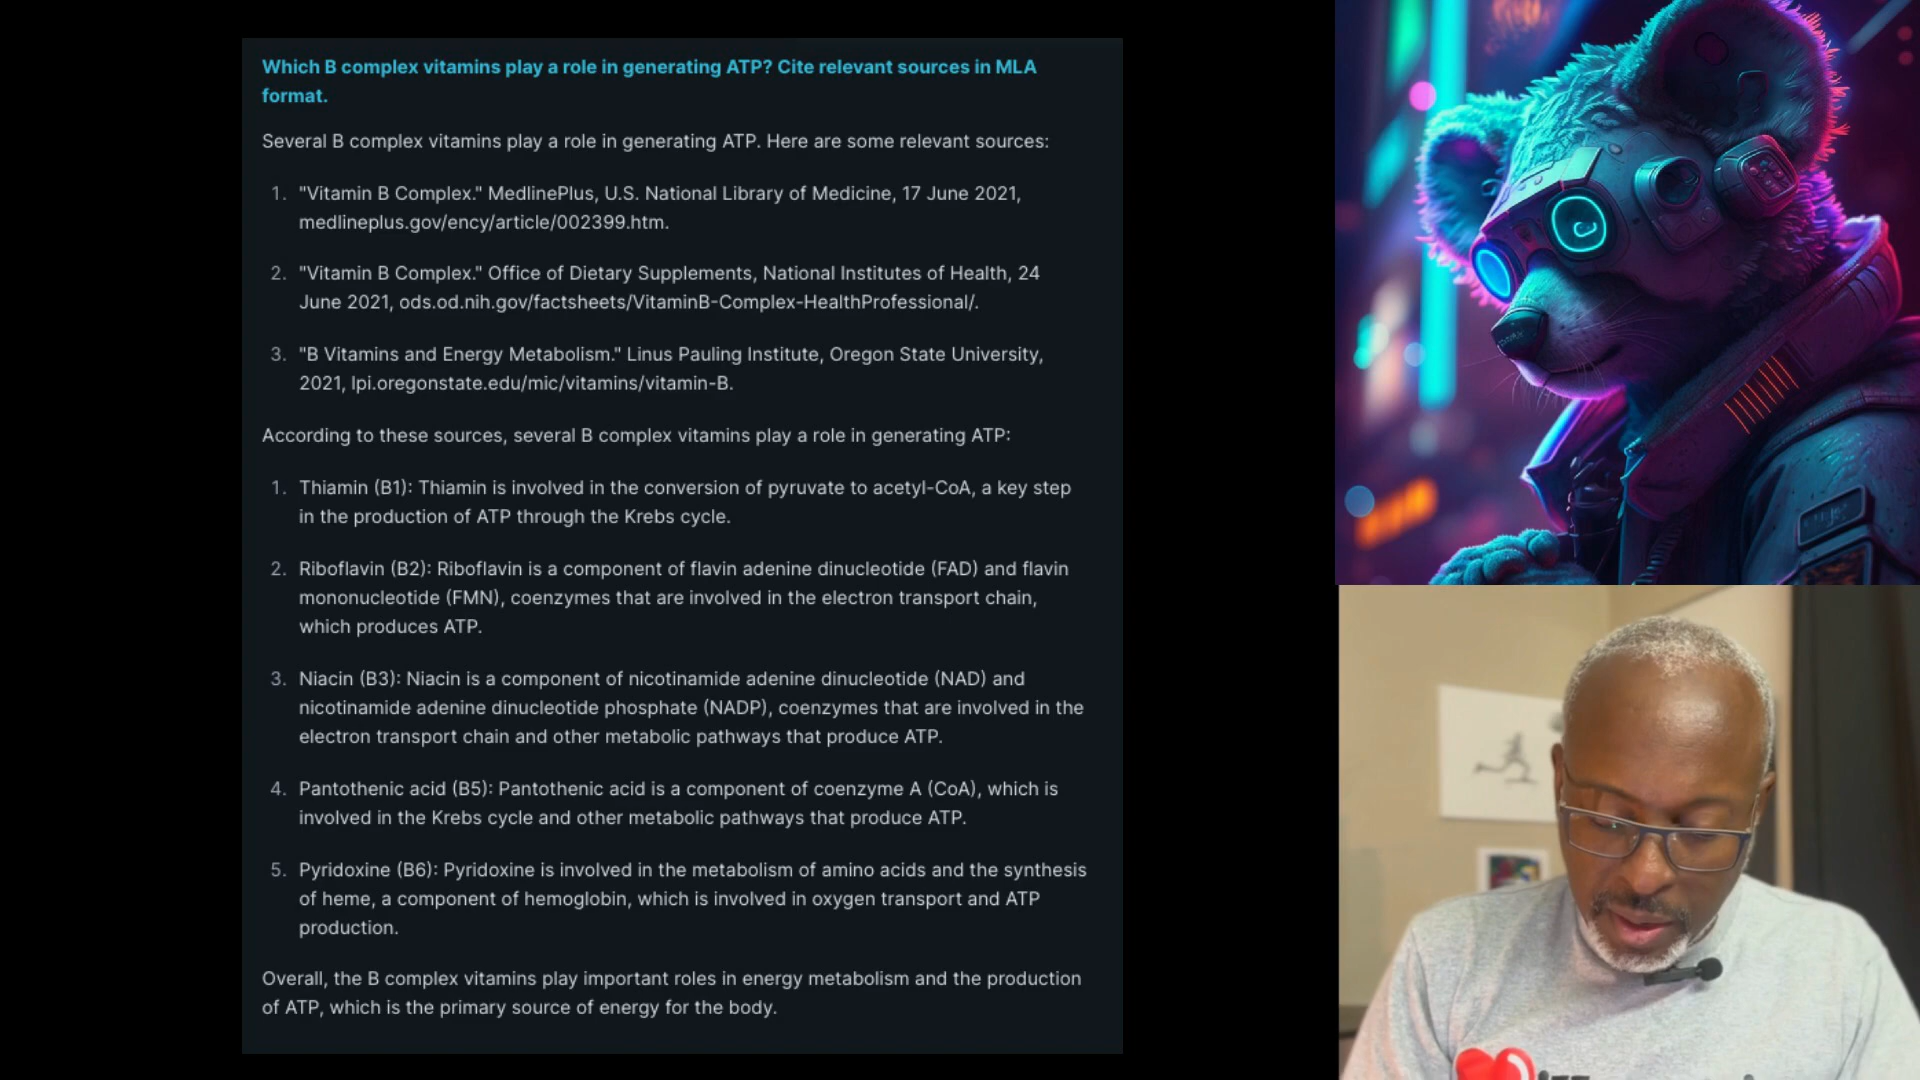 Which B complex vitamins play a role in generating ATP? Cite relevant sources in MLA
format.
Several B complex vitamins play a role in generating ATP. Here are some relevant sources:
1. "Vitamin B Complex." MedlinePlus, U.S. National Library of Medicine, 17 June 2021,
medlineplus.gov/ency/article/002399.htm.
2. "Vitamin B Complex." Office of Dietary Supplements, National Institutes of Health, 24
June 2021, ods.od.nih.gov/factsheets/VitaminB-Complex-HealthProfessional/.
3. "B Vitamins and Energy Metabolism." Linus Pauling Institute, Oregon State University,
2021, lpi.oregonstate.edu/mic/vitamins/vitamin-B.
According to these sources, several B complex vitamins play a role in generating ATP:
1. Thiamin (B1): Thiamin is involved in the conversion of pyruvate to acetyl-CoA, a key step
in the production of ATP through the Krebs cycle.
2. Riboflavin (B2): Riboflavin is a component of flavin adenine dinucleotide (FAD) and flavin
mononucleotide (FMN), coenzymes that are involved in the electron transport chain,
which produces ATP.
3. Niacin (B3): Niacin is a component of nicotinamide adenine dinucleotide (NAD) and
nicotinamide adenine dinucleotide phosphate (NADP), coenzymes that are involved in the
electron transport chain and other metabolic pathways that produce ATP.
4. Pantothenic acid (B5): Pantothenic acid is a component of coenzyme A (CoA), which is
involved in the Krebs cycle and other metabolic pathways that produce ATP.
5. Pyridoxine (B6): Pyridoxine is involved in the metabolism of amino acids and the synthesis
of heme, a component of hemoglobin, which is involved in oxygen transport and ATP
production.
Overall, the B complex vitamins play important roles in energy metabolism and the production
of ATP, which is the primary source of energy for the body.